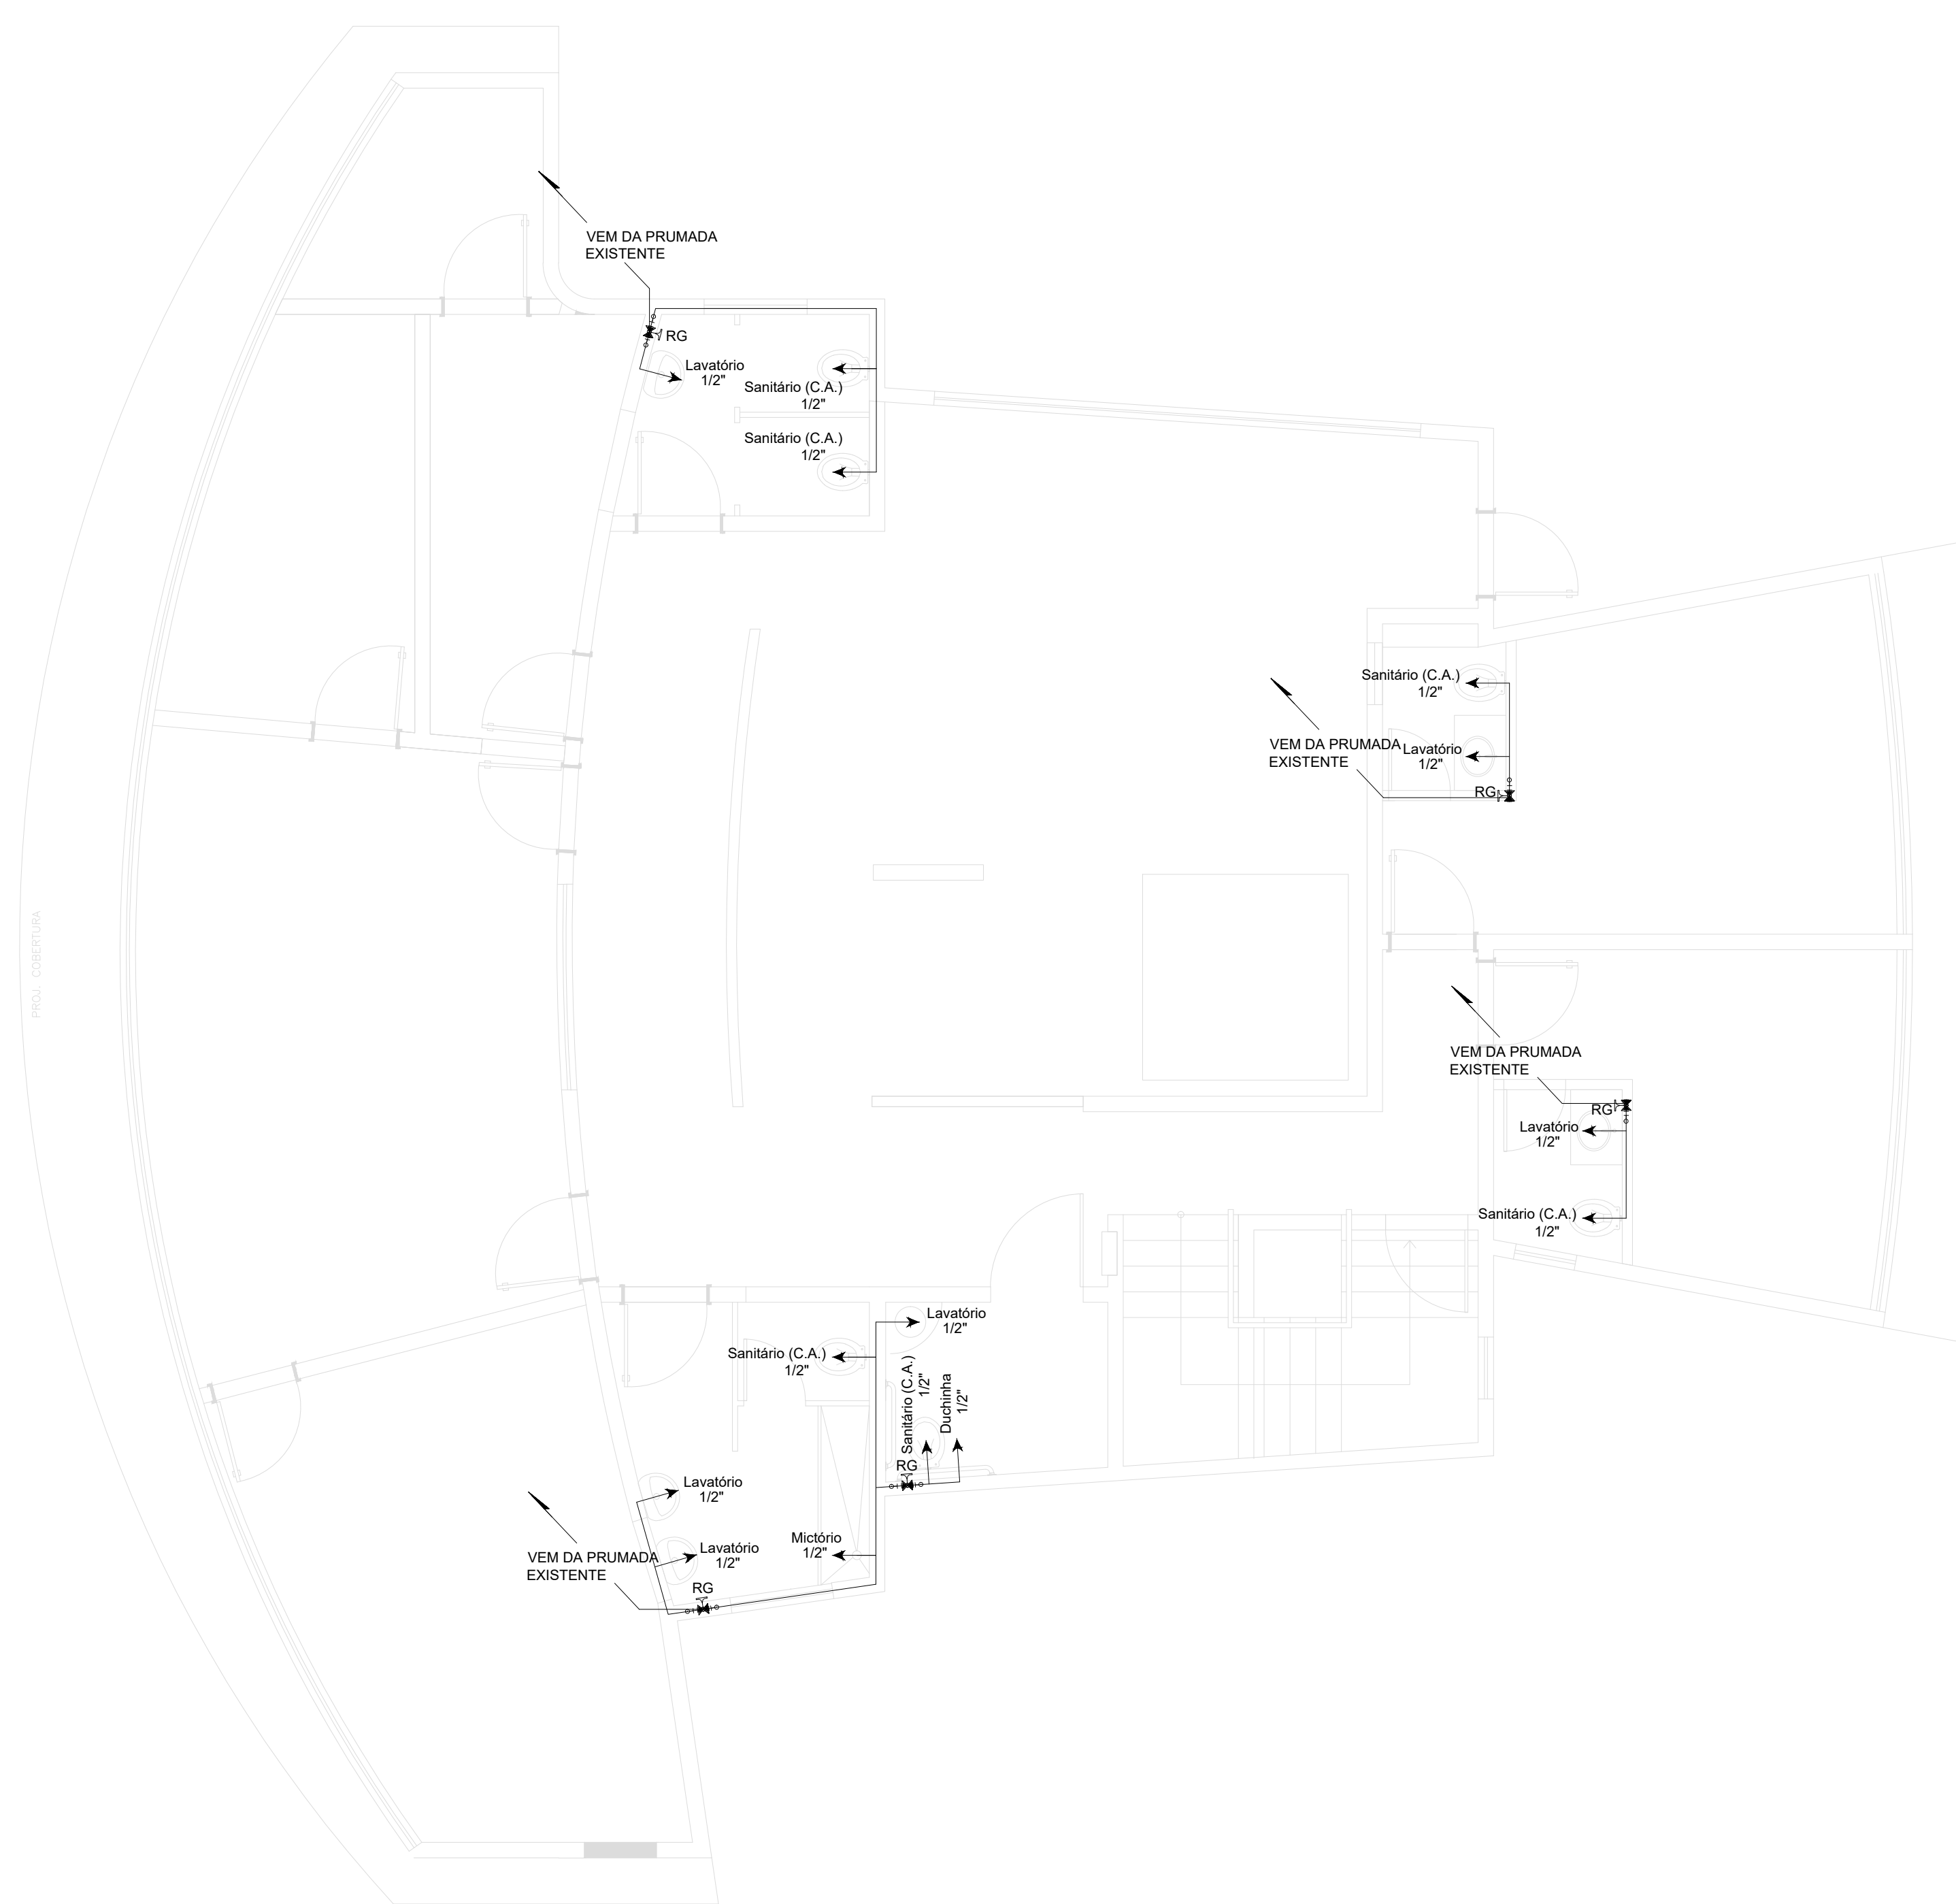 VEM DA PRUMADA
EXISTENTE
RG
Lavatório
1/2"
Sanitário (C.A.)
1/2"
Sanitário (C.A.)
1/2"
Sanitário (C.A.)
1/2"
VEM DA PRUMADA
EXISTENTE
Lavatório
1/2"
RG
PROJ. COBERTURA
VEM DA PRUMADA
EXISTENTE
RG
Lavatório
1/2"
Sanitário (C.A.)
1/2"
Lavatório
1/2"
Sanitário (C.A.)
1/2"
Sanitário (C.A.)
1/2"
Duchinha
1/2"
RG
Lavatório
1/2"
Mictório
1/2"
Lavatório
1/2"
VEM DA PRUMADA
EXISTENTE
RG